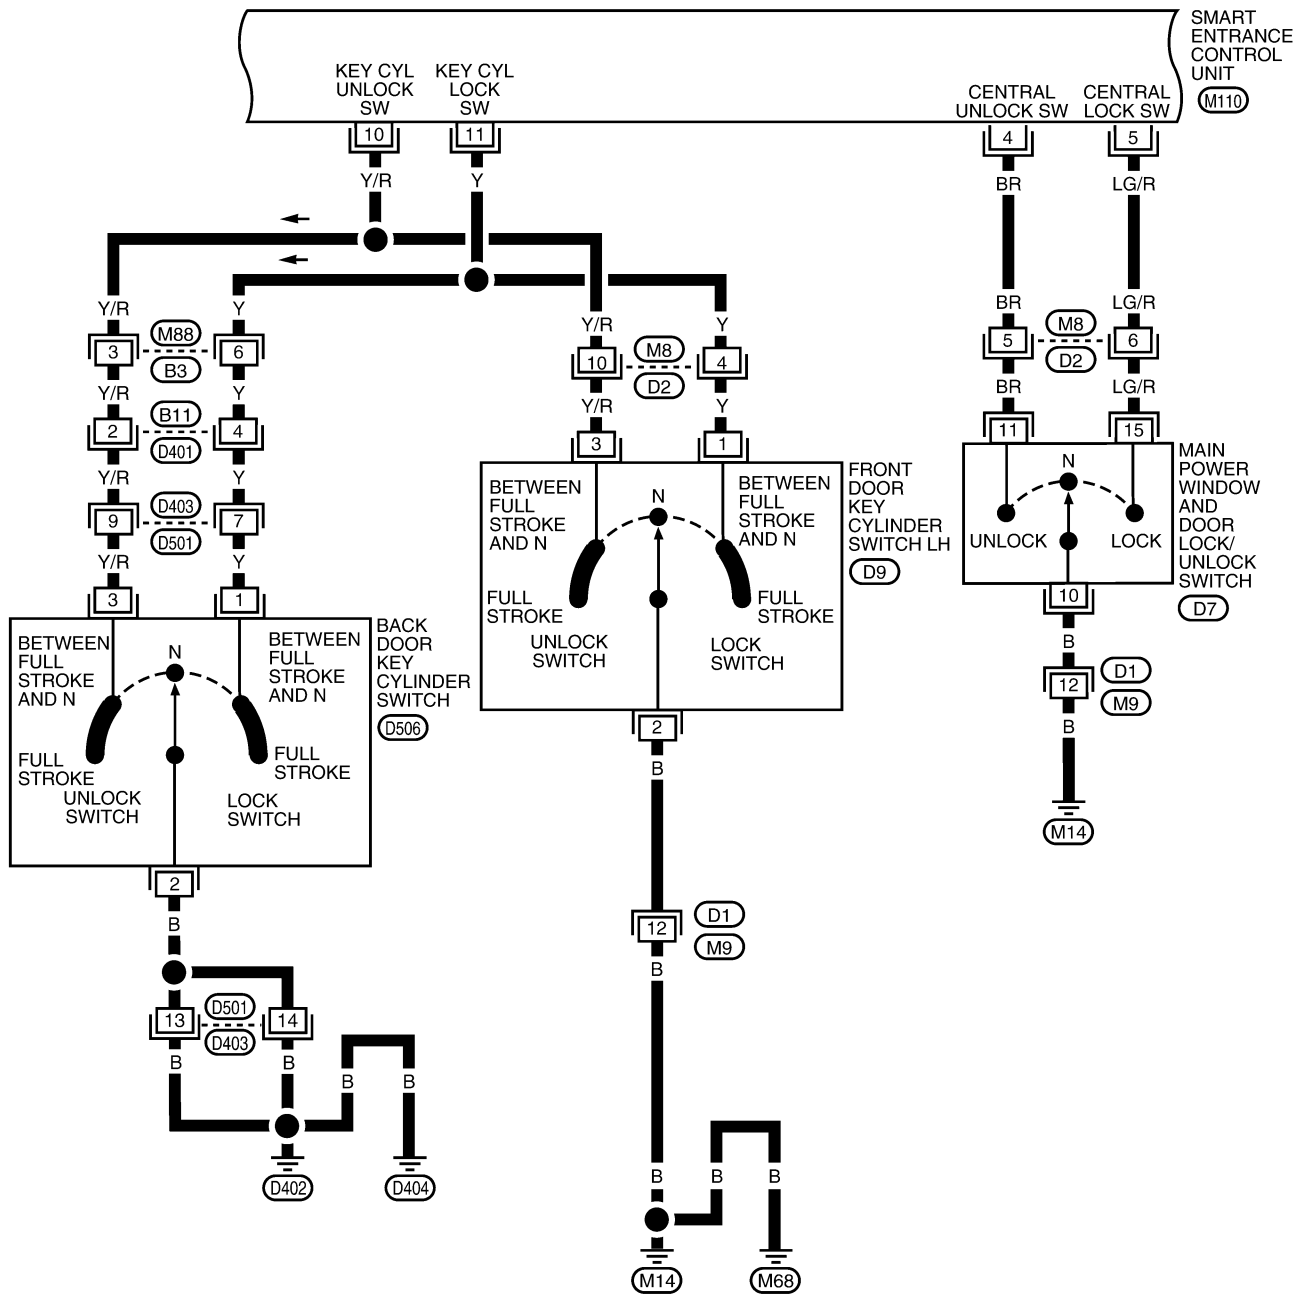 SMART
ENTRANCE
CONTROL
UNIT
M110
KEY CYL
UNLOCK
SW
KEY CYL
LOCK
SW
CENTRAL
UNLOCK SW
CENTRAL
LOCK SW
10
11
4
5
Y/R
Y
BR
LG/R
Y/R
Y
Y/R
Y
BR
LG/R
3
M88
B3
6
10
M8
D2
4
5
M8
D2
6
Y/R
Y
Y/R
Y
BR
LG/R
2
B11
D401
4
3
1
11
15
Y/R
Y
9
D403
D501
7
Y/R
Y
3
1
BETWEEN
FULL
STROKE
AND N
N
BETWEEN
FULL
STROKE
AND N
FULL
STROKE
FULL
STROKE
UNLOCK
SWITCH
LOCK
SWITCH
FRONT
DOOR
KEY
CYLINDER
SWITCH LH
D9
N
UNLOCK
LOCK
MAIN
POWER
WINDOW
AND
DOOR
LOCK/
UNLOCK
SWITCH
D7
10
B
12
D1
M9
B
M14
BETWEEN
FULL
STROKE
AND N
N
BETWEEN
FULL
STROKE
AND N
FULL
STROKE
FULL
STROKE
UNLOCK
SWITCH
LOCK
SWITCH
BACK
DOOR
KEY
CYLINDER
SWITCH
D506
2
B
13
D501
D403
14
B
B
B
B
D402
D404
2
B
12
D1
M9
B
B
B
B
M14
M68